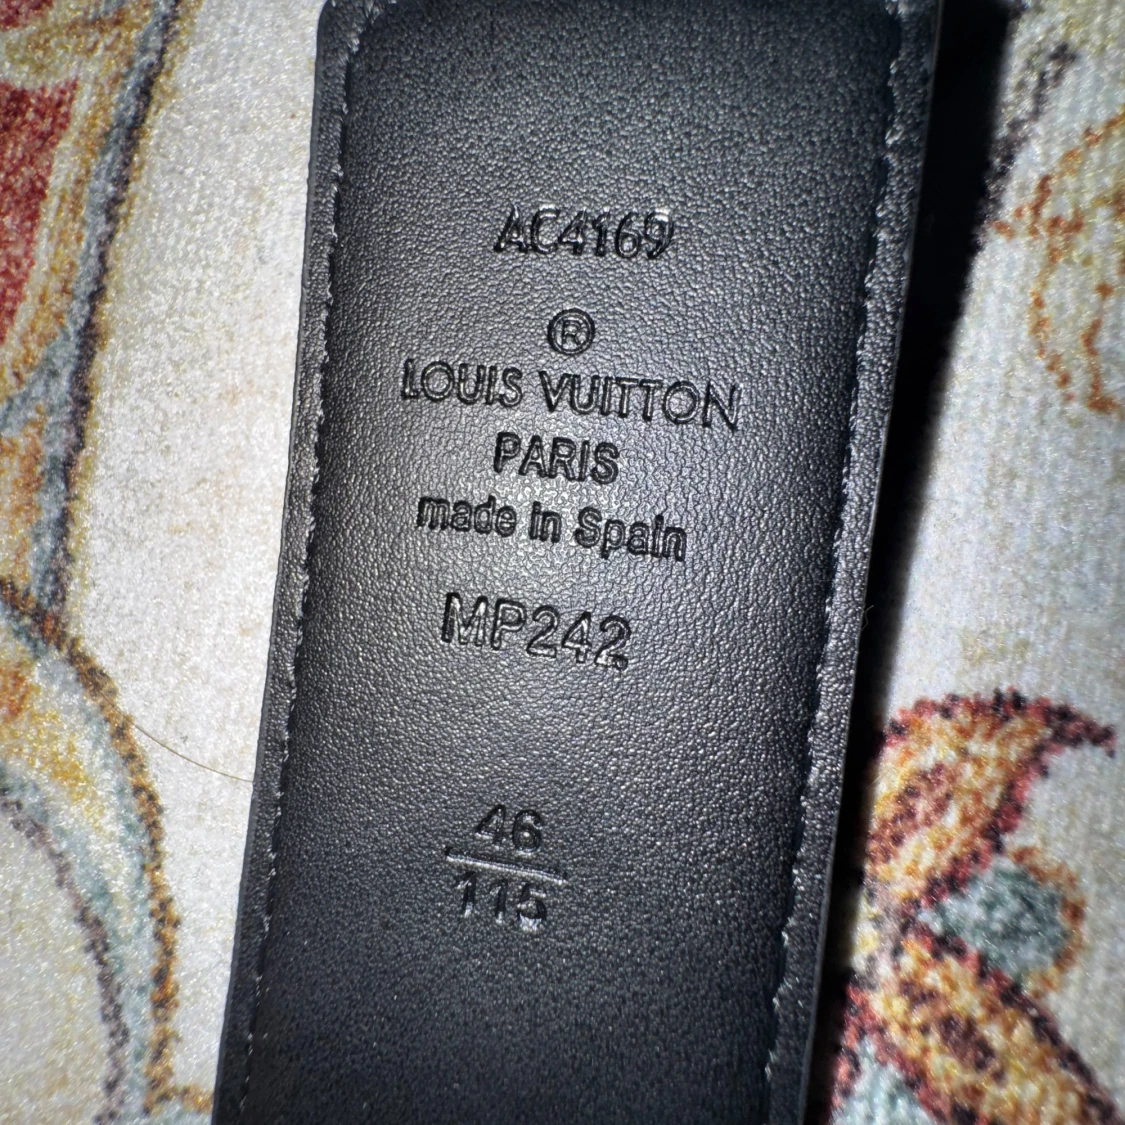 AC4169
®
LOUIS VUITTON
PARIS
made in Spain
MP242
46
115